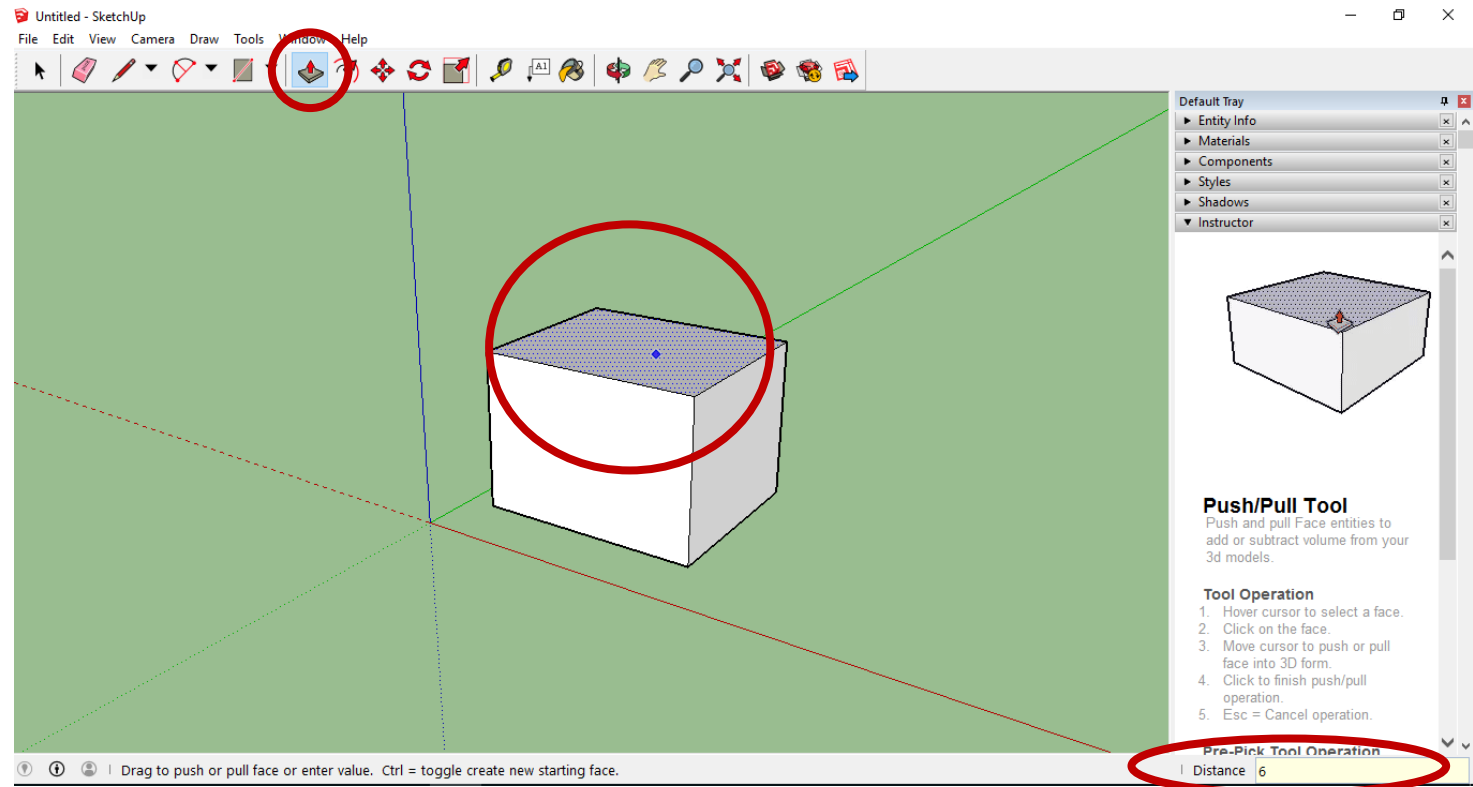 Untitled - SketchUp
File Edit View Camera Draw Tools Window Help
A1
Default Tray
Entity Info
Materials
Components
Styles
Shadows
Instructor
Push/Pull Tool
Push and pull Face entities to
add or subtract volume from your
3d models.
Tool Operation
1. Hover cursor to select a face.
2. Click on the face.
3. Move cursor to push or pull
face into 3D form.
4. Click to finish push/pull
operation.
5. Esc = Cancel operation.
Pre-Pick Tool Operation
Drag to push or pull face or enter value. Ctrl = toggle create new starting face.
Distance 6